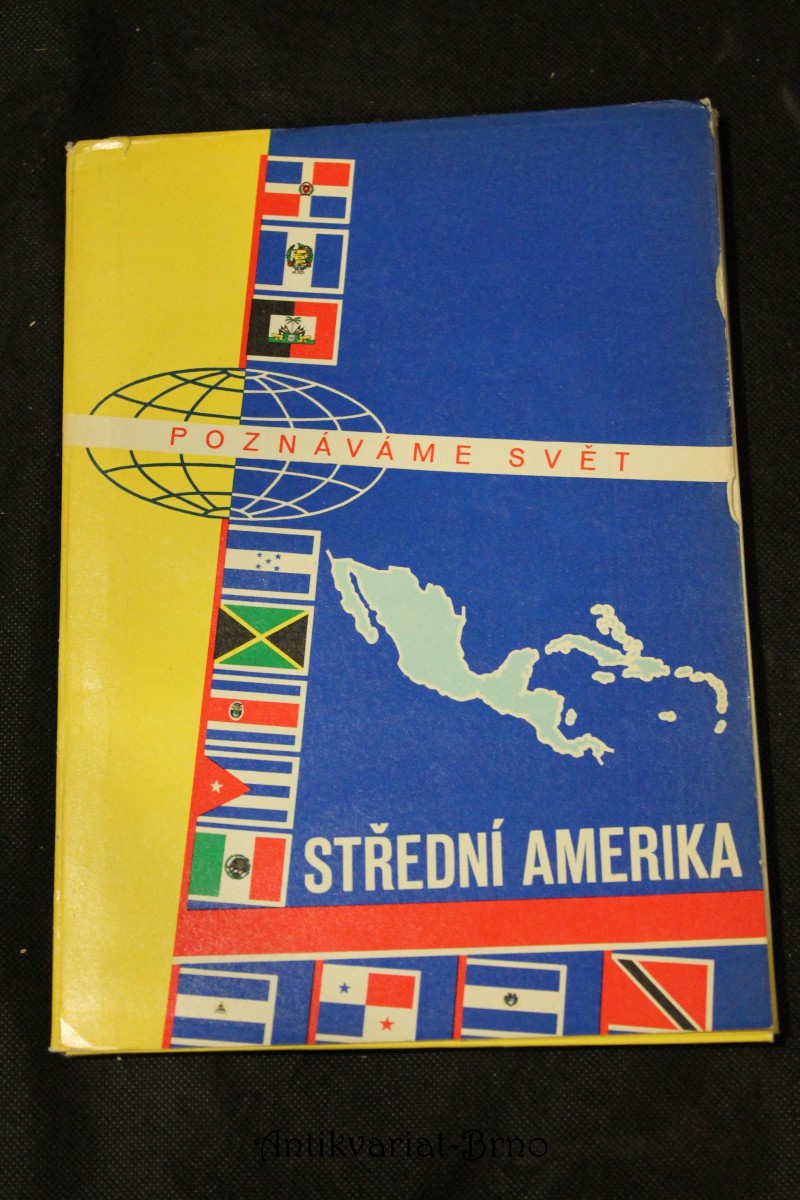 POZNÁVÁME SVĚT
STŘEDNÍ AMERIKA
Antikvariat-Brno